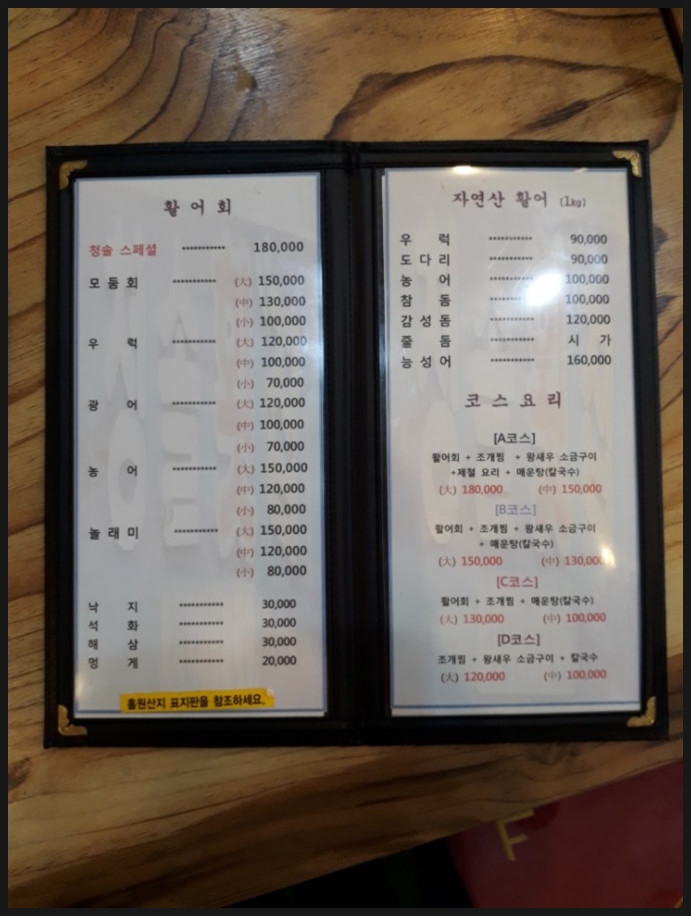 활어회
청솔 스페셜 ··········· 180,000
모둠회 ··········· (大) 150,000
(中) 130,000
(小) 100,000
우 럭 ··········· (大) 120,000
(中) 100,000
(小) 70,000
광 어 ··········· (大) 120,000
(中) 100,000
(小) 70,000
농 어 ··········· (大) 150,000
(中) 120,000
(小) 80,000
놀래미 ··········· (大) 150,000
(中) 120,000
(小) 80,000
낙 지 ··········· 30,000
석 화 ··········· 30,000
해 삼 ··········· 30,000
멍 게 ··········· 20,000
홀원산지 표지판을 참조하세요.
자연산 활어 (1kg)
우 럭 ··········· 90,000
도다리 ··········· 90,000
농 어 ··········· 100,000
참 돔 ··········· 100,000
감성돔 ··········· 120,000
줄 돔 ··········· 시 가
능성어 ··········· 160,000
코스요리
[A코스]
활어회 + 조개찜 + 왕새우 소금구이
+제철 요리 + 매운탕(칼국수)
(大) 180,000 (中) 150,000
[B코스]
활어회 + 조개찜 + 왕새우 소금구이
+ 매운탕(칼국수)
(大) 150,000 (中) 130,000
[C코스]
활어회 + 조개찜 + 매운탕(칼국수)
(大) 130,000 (中) 100,000
[D코스]
조개찜 + 왕새우 소금구이 + 칼국수
(大) 120,000 (中) 100,000